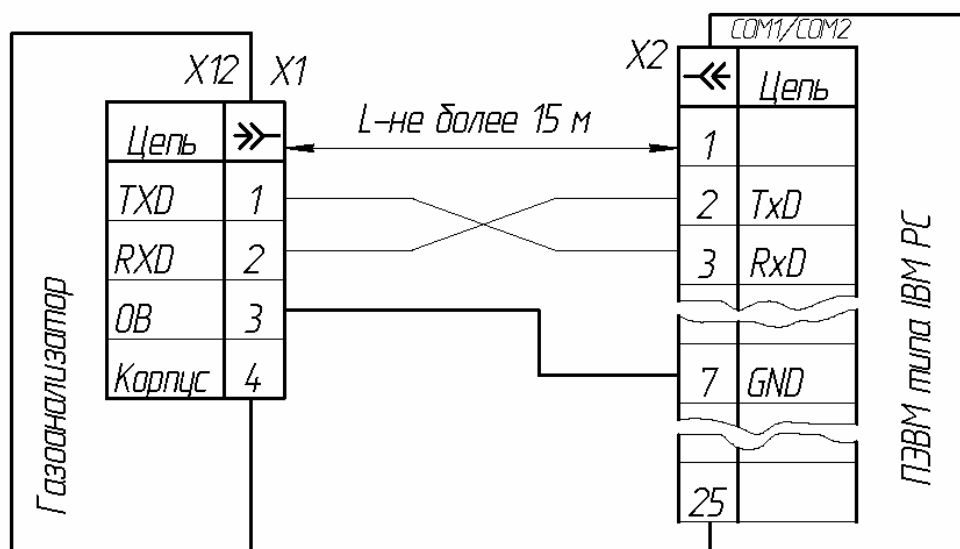 COM1/COM2
X12 X1
X2
Цепь
Цепь
L-не более 15 м
1
TXD 1
2 TxD
RXD 2
3 RxD
0В 3
Корпус 4
7 GND
25
Газоанализатор
ПЭВМ типа IBM PC